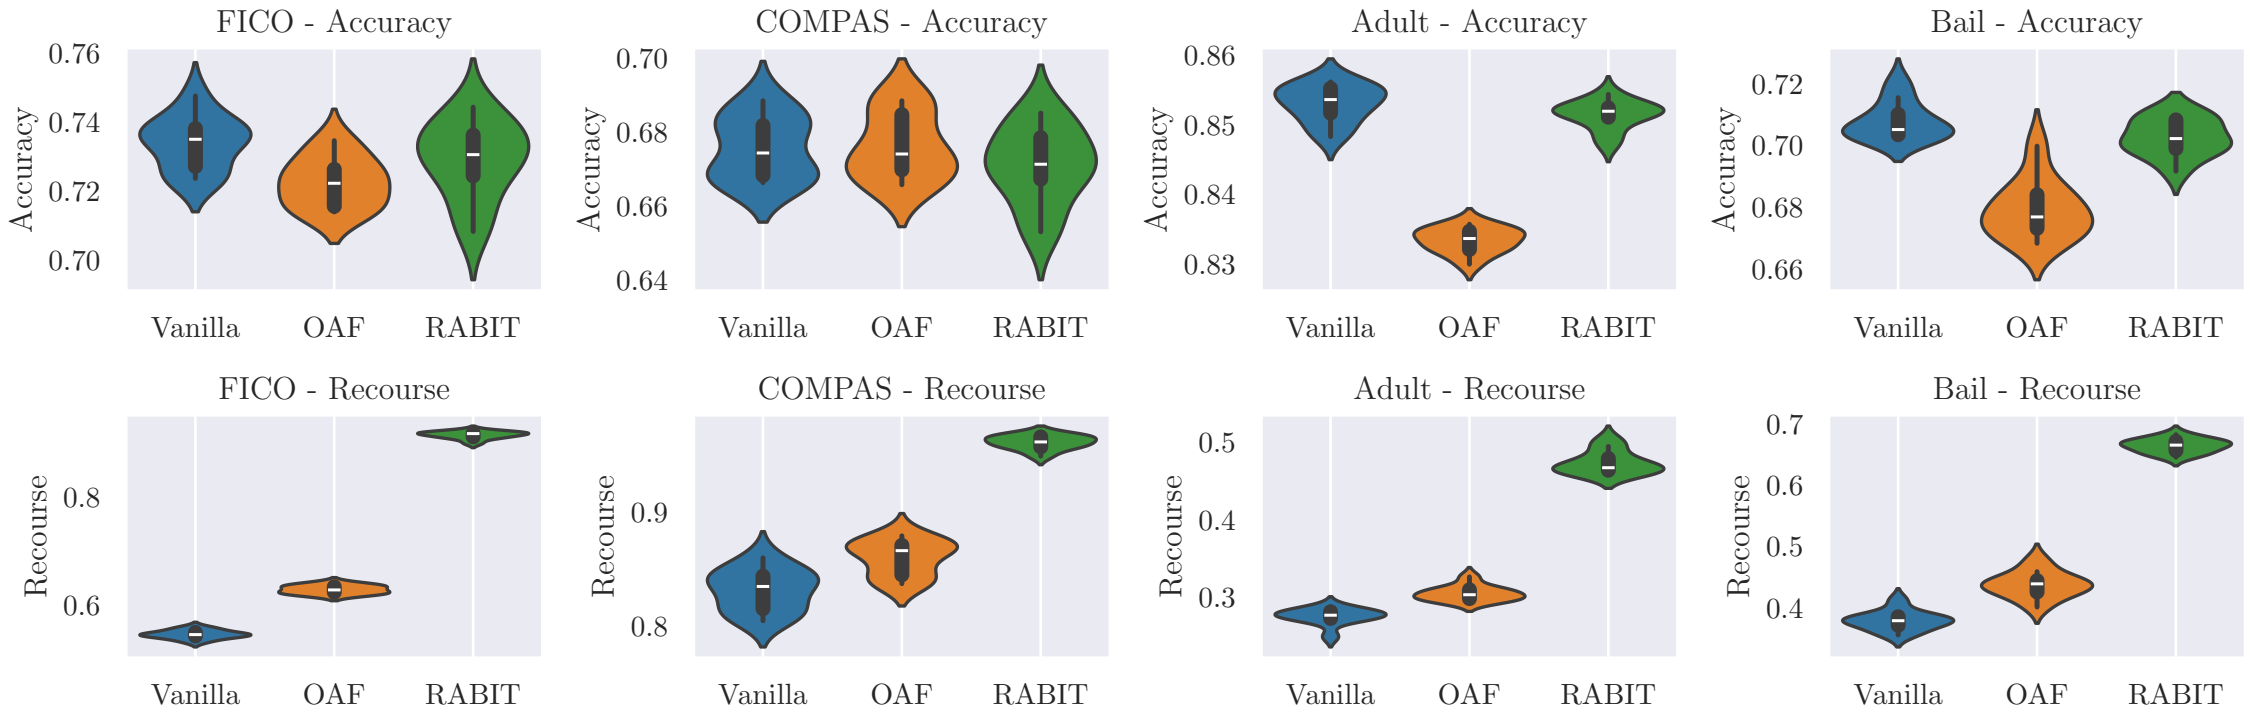 FICO - Accuracy
Accuracy
0.76
0.74
0.72
0.70
Vanilla OAF RABIT
COMPAS - Accuracy
Accuracy
0.70
0.68
0.66
0.64
Vanilla OAF RABIT
Adult - Accuracy
Accuracy
0.86
0.85
0.84
0.83
Vanilla OAF RABIT
Bail - Accuracy
Accuracy
0.72
0.70
0.68
0.66
Vanilla OAF RABIT
FICO - Recourse
Recourse
0.8
0.6
Vanilla OAF RABIT
COMPAS - Recourse
Recourse
0.9
0.8
Vanilla OAF RABIT
Adult - Recourse
Recourse
0.5
0.4
0.3
Vanilla OAF RABIT
Bail - Recourse
Recourse
0.7
0.6
0.5
0.4
Vanilla OAF RABIT